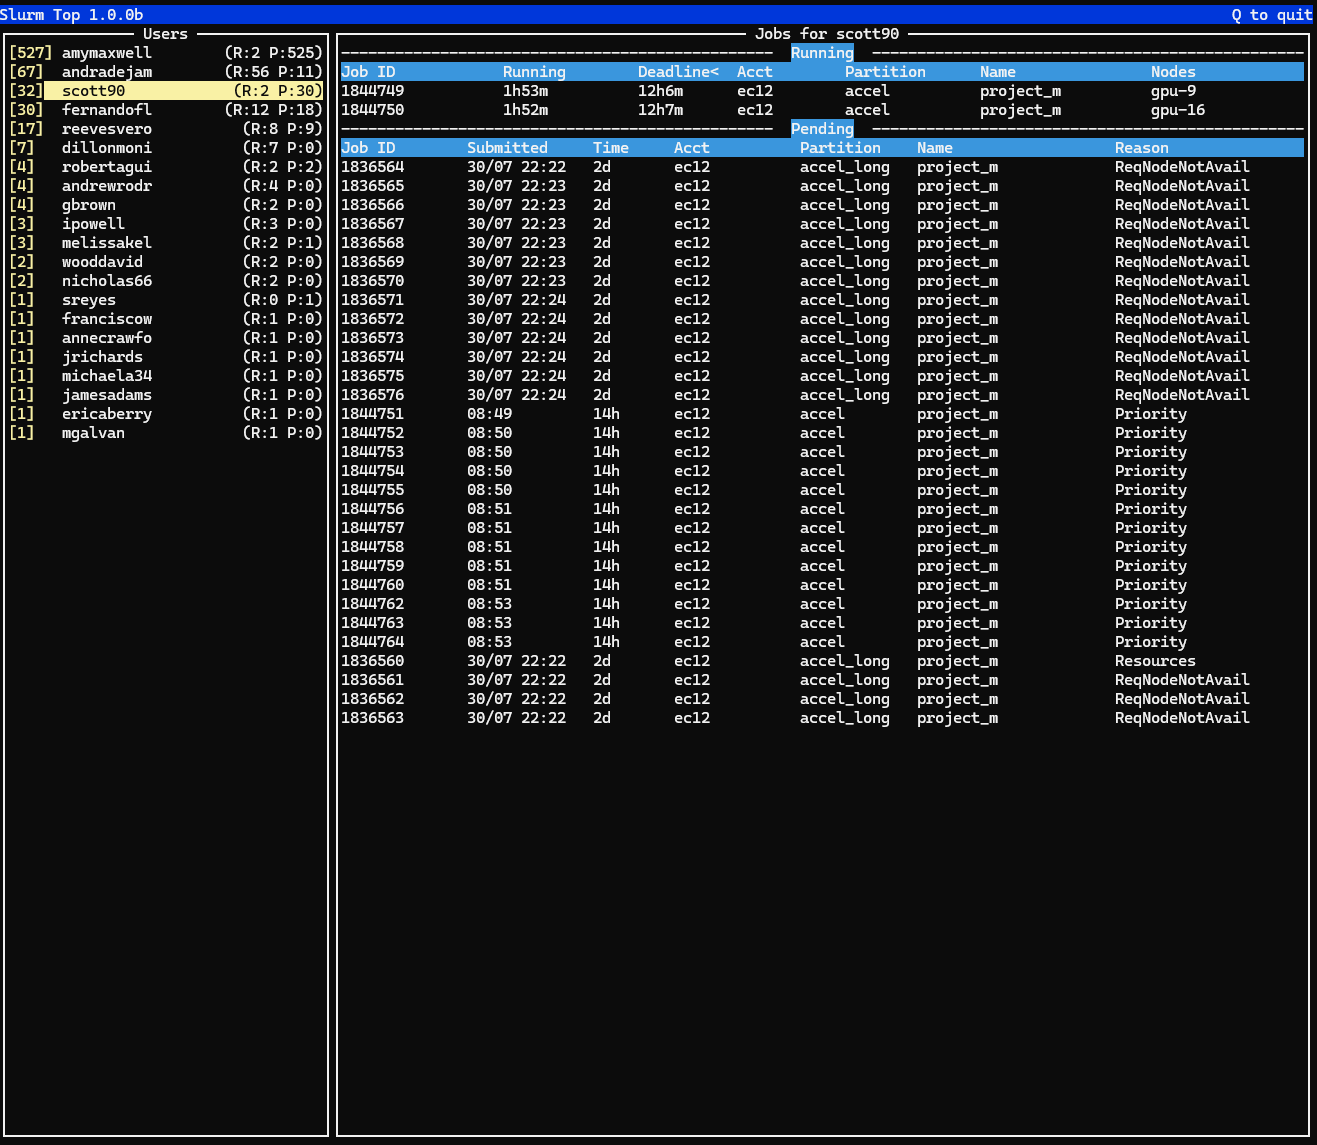 Slurm Top 1.0.0b Q to quit
Users
[527] amymaxwell (R:2 P:525)
[67] andradejam (R:56 P:11)
[32] scott90 (R:2 P:30)
[30] fernandofl (R:12 P:18)
[17] reevesvero (R:8 P:9)
[7] dillonmoni (R:7 P:0)
[4] robertagui (R:2 P:2)
[4] andrewrodr (R:4 P:0)
[4] gbrown (R:2 P:0)
[3] ipowell (R:3 P:0)
[3] melissakel (R:2 P:1)
[2] wooddavid (R:2 P:0)
[2] nicholas66 (R:2 P:0)
[1] sreyes (R:0 P:1)
[1] franciscow (R:1 P:0)
[1] annecrawfo (R:1 P:0)
[1] jrichards (R:1 P:0)
[1] michaela34 (R:1 P:0)
[1] jamesadams (R:1 P:0)
[1] ericaberry (R:1 P:0)
[1] mgalvan (R:1 P:0)
Jobs for scott90
Running
Job ID Running Deadline< Acct Partition Name Nodes
1844749 1h53m 12h6m ec12 accel project_m gpu-9
1844750 1h52m 12h7m ec12 accel project_m gpu-16
Pending
Job ID Submitted Time Acct Partition Name Reason
1836564 30/07 22:22 2d ec12 accel_long project_m ReqNodeNotAvail
1836565 30/07 22:23 2d ec12 accel_long project_m ReqNodeNotAvail
1836566 30/07 22:23 2d ec12 accel_long project_m ReqNodeNotAvail
1836567 30/07 22:23 2d ec12 accel_long project_m ReqNodeNotAvail
1836568 30/07 22:23 2d ec12 accel_long project_m ReqNodeNotAvail
1836569 30/07 22:23 2d ec12 accel_long project_m ReqNodeNotAvail
1836570 30/07 22:23 2d ec12 accel_long project_m ReqNodeNotAvail
1836571 30/07 22:24 2d ec12 accel_long project_m ReqNodeNotAvail
1836572 30/07 22:24 2d ec12 accel_long project_m ReqNodeNotAvail
1836573 30/07 22:24 2d ec12 accel_long project_m ReqNodeNotAvail
1836574 30/07 22:24 2d ec12 accel_long project_m ReqNodeNotAvail
1836575 30/07 22:24 2d ec12 accel_long project_m ReqNodeNotAvail
1836576 30/07 22:24 2d ec12 accel_long project_m ReqNodeNotAvail
1844751 08:49 14h ec12 accel project_m Priority
1844752 08:50 14h ec12 accel project_m Priority
1844753 08:50 14h ec12 accel project_m Priority
1844754 08:50 14h ec12 accel project_m Priority
1844755 08:50 14h ec12 accel project_m Priority
1844756 08:51 14h ec12 accel project_m Priority
1844757 08:51 14h ec12 accel project_m Priority
1844758 08:51 14h ec12 accel project_m Priority
1844759 08:51 14h ec12 accel project_m Priority
1844760 08:51 14h ec12 accel project_m Priority
1844762 08:53 14h ec12 accel project_m Priority
1844763 08:53 14h ec12 accel project_m Priority
1844764 08:53 14h ec12 accel project_m Priority
1836560 30/07 22:22 2d ec12 accel_long project_m Resources
1836561 30/07 22:22 2d ec12 accel_long project_m ReqNodeNotAvail
1836562 30/07 22:22 2d ec12 accel_long project_m ReqNodeNotAvail
1836563 30/07 22:22 2d ec12 accel_long project_m ReqNodeNotAvail